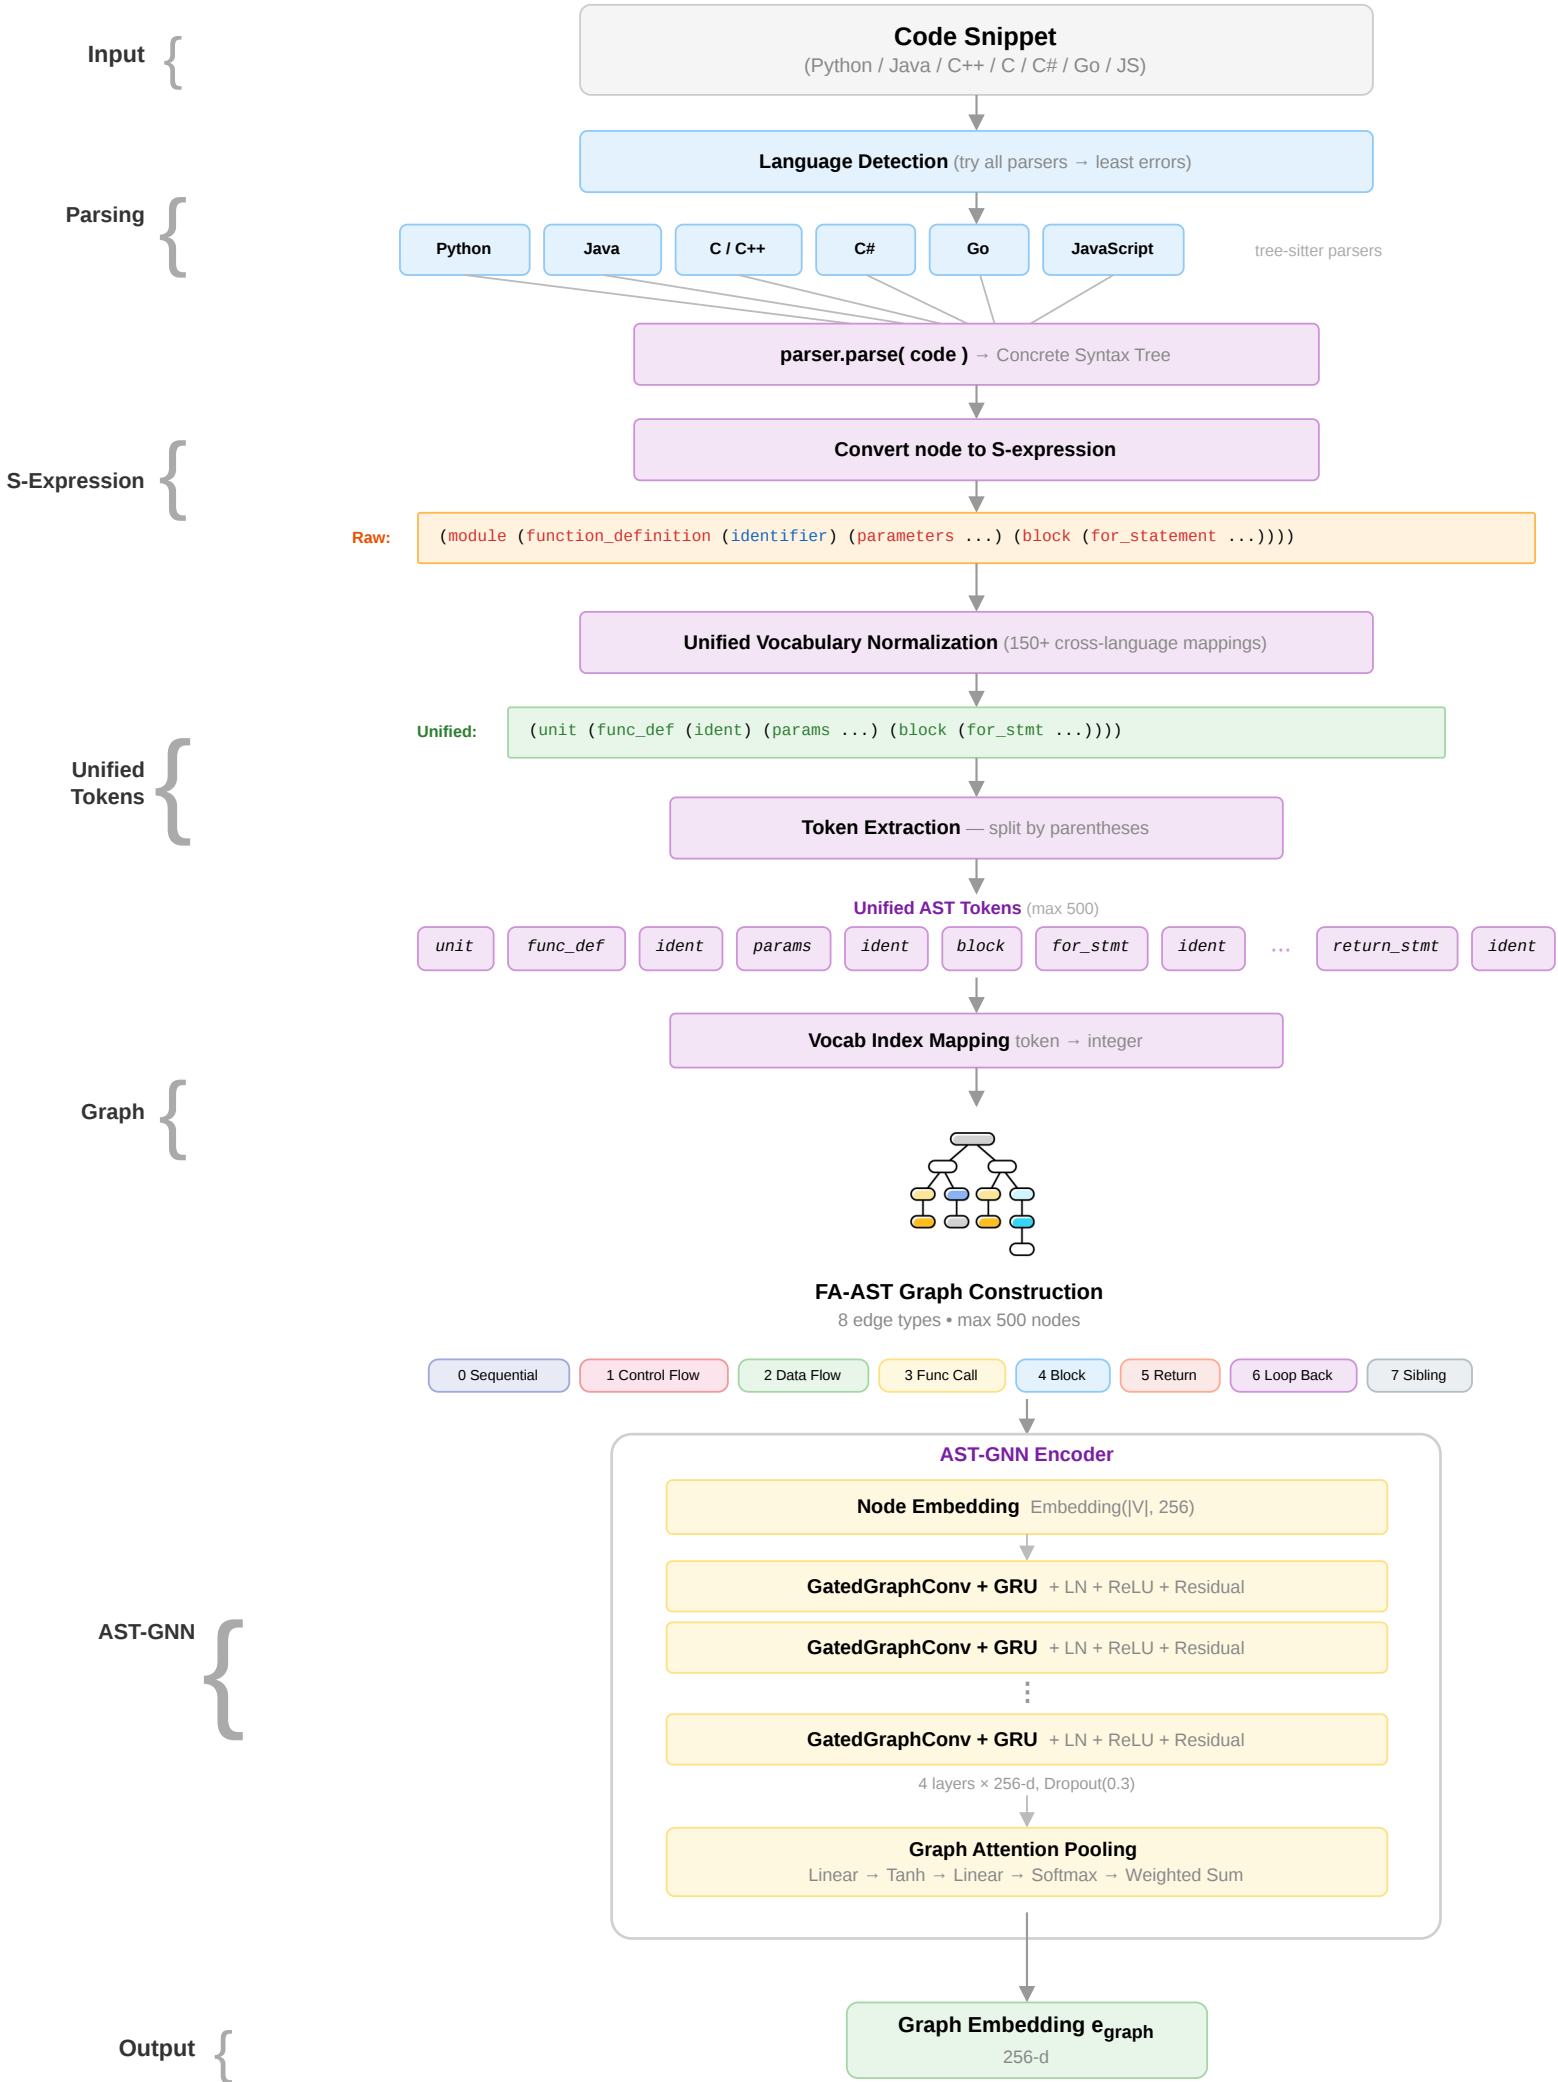 Input {
Code Snippet
(Python / Java / C++ / C / C# / Go / JS)
Language Detection (try all parsers → least errors)
Parsing {
Python Java C / C++ C# Go JavaScript tree-sitter parsers
parser.parse( code ) → Concrete Syntax Tree
S-Expression {
Convert node to S-expression
Raw: (module (function_definition (identifier) (parameters ...) (block (for_statement ...))))
Unified Vocabulary Normalization (150+ cross-language mappings)
Unified: (unit (func_def (ident) (params ...) (block (for_stmt ...))))
Unified
Tokens {
Token Extraction — split by parentheses
Unified AST Tokens (max 500)
unit func_def ident params ident block for_stmt ident ... return_stmt ident
Vocab Index Mapping token → integer
Graph {
FA-AST Graph Construction
8 edge types • max 500 nodes
0 Sequential 1 Control Flow 2 Data Flow 3 Func Call 4 Block 5 Return 6 Loop Back 7 Sibling
AST-GNN Encoder
Node Embedding Embedding(|V|, 256)
GatedGraphConv + GRU + LN + ReLU + Residual
AST-GNN {
GatedGraphConv + GRU + LN + ReLU + Residual
⋮
GatedGraphConv + GRU + LN + ReLU + Residual
4 layers × 256-d, Dropout(0.3)
Graph Attention Pooling
Linear → Tanh → Linear → Softmax → Weighted Sum
Output {
Graph Embedding e_graph
256-d